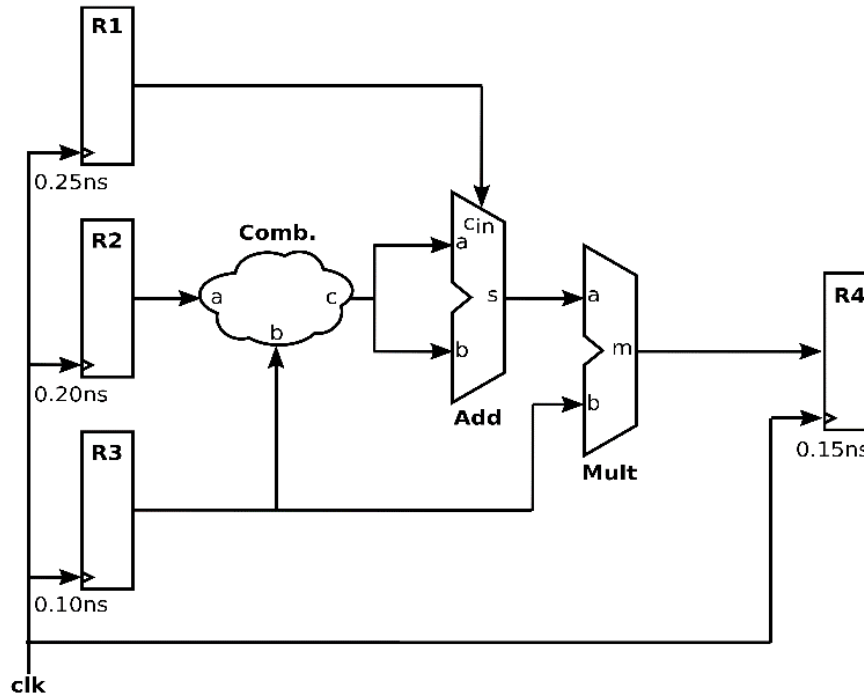 R1
0.25ns
R2
0.20ns
Comb.
a
c
b
cin
a
s
b
Add
a
m
b
Mult
R4
0.15ns
R3
0.10ns
clk